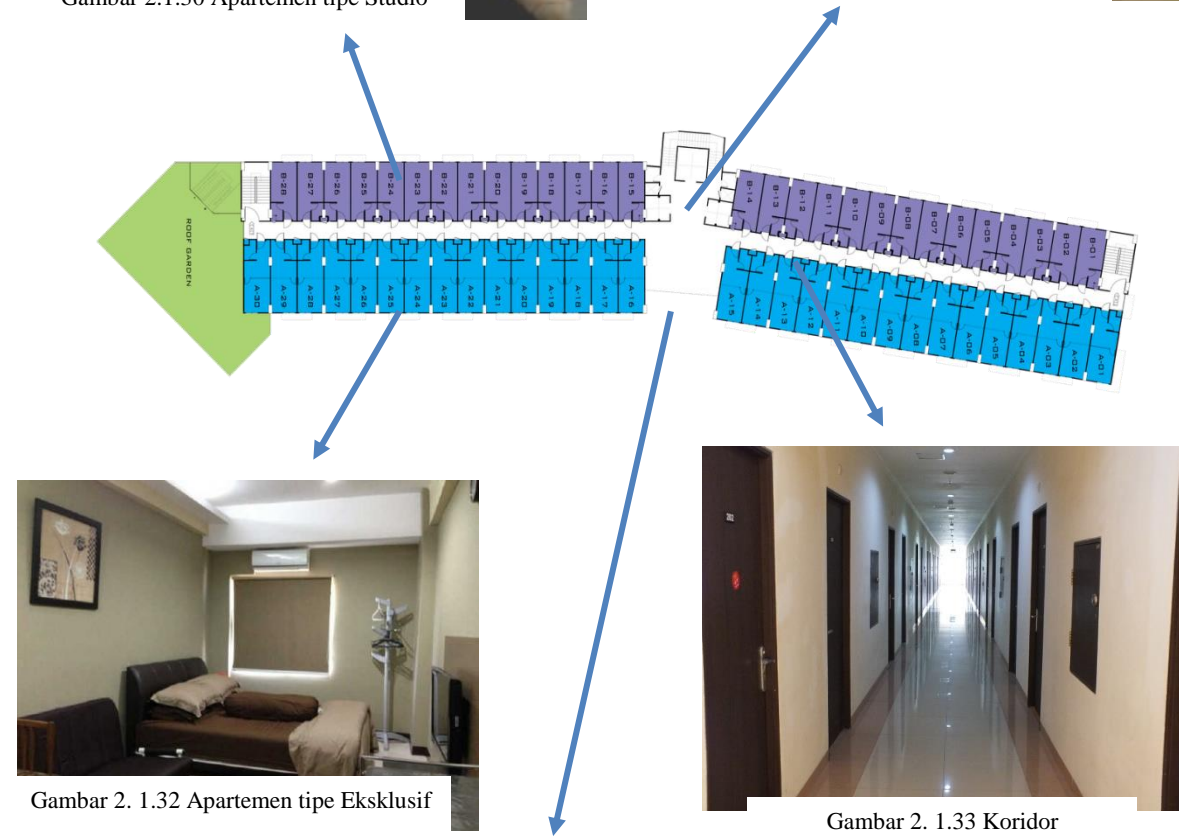 Gambar 2.1.30 Apartemen tipe Studio
B-28 B-27 B-26 B-25 B-24 B-23 B-22 B-21 B-20 B-19 B-18 B-17 B-16 B-15
B-14 B-13 B-12 B-11 B-10 B-09 B-08 B-07 B-06 B-05 B-04 B-03 B-02 B-01
ROOF GARDEN
A-30 A-29 A-28 A-27 A-26 A-25 A-24 A-23 A-22 A-21 A-20 A-19 A-18 A-17 A-16
A-15 A-14 A-13 A-12 A-11 A-10 A-09 A-08 A-07 A-06 A-05 A-04 A-03 A-02 A-01
Gambar 2. 1.32 Apartemen tipe Eksklusif
Gambar 2. 1.33 Koridor